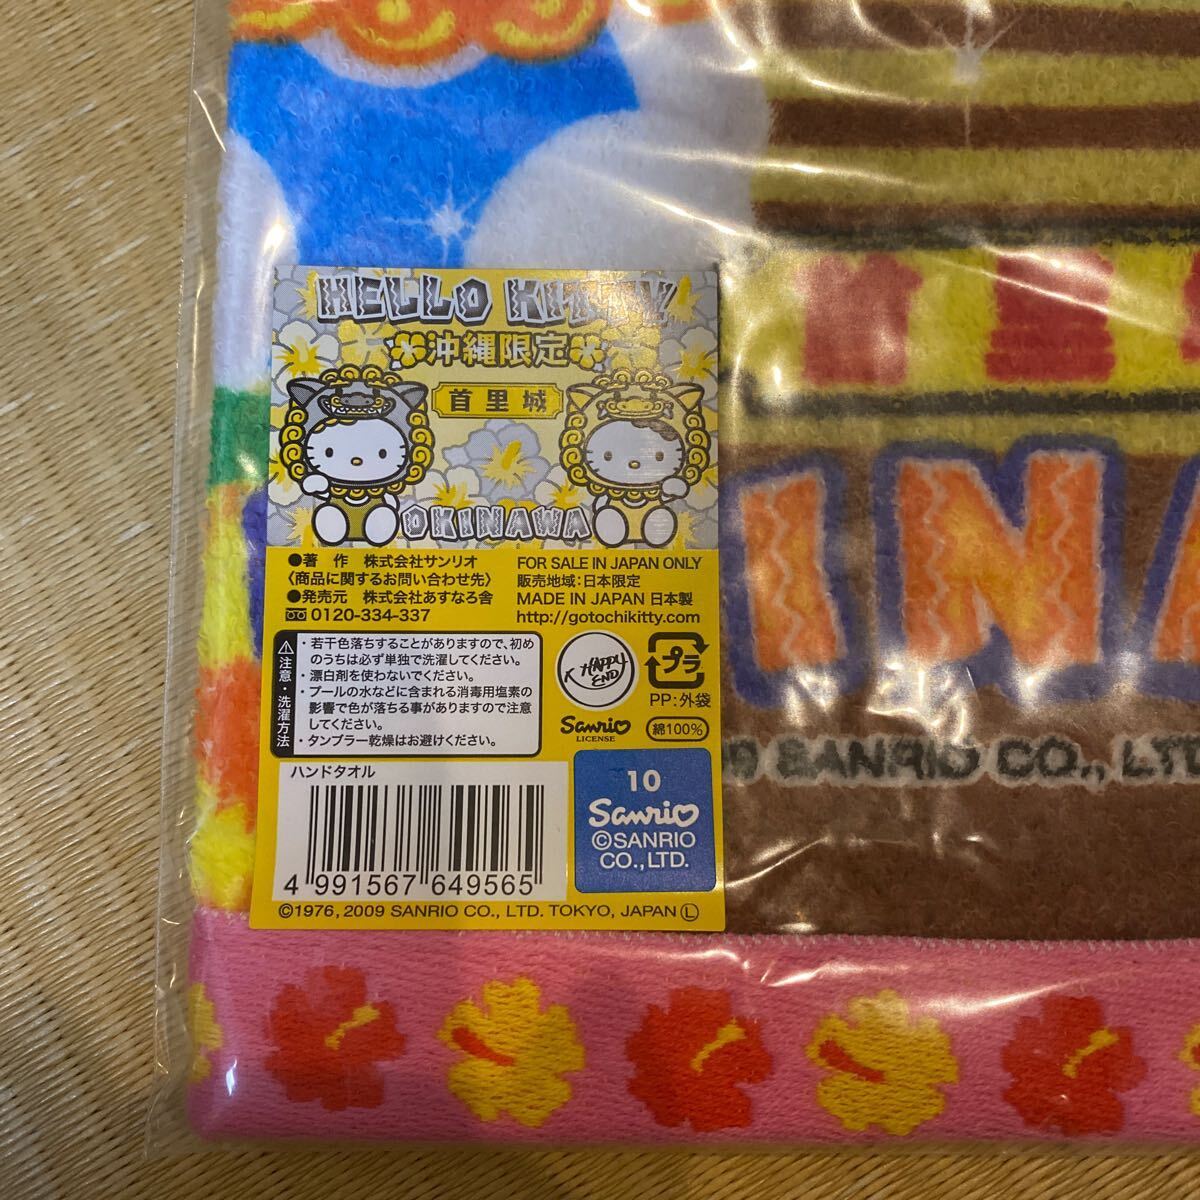 HELLO KITTY
沖縄限定
首里城
OKINAWA
●著 作 株式会社サンリオ
〈商品に関するお問い合わせ先〉
●発売元 株式会社あすなろ舎
0120-334-337
FOR SALE IN JAPAN ONLY
販売地域:日本限定
MADE IN JAPAN 日本製
http://gotochikitty.com
注意・洗濯方法
・若干色落ちすることがありますので、初め
のうちは必ず単独で洗濯してください。
・漂白剤を使わないでください。
・プールの水などに含まれる消毒用塩素の
影響で色が落ちる事がありますので注意
してください。
・タンブラー乾燥はお避けください。
K HAPPY
END
プラ
PP:外袋
Sanrio
LICENSE
綿100%
ハンドタオル
4 991567 649565
10
Sanrio
©SANRIO
CO.,LTD.
©1976, 2009 SANRIO CO., LTD. TOKYO, JAPAN Ⓛ
INA
09 SANRIO CO., LTD